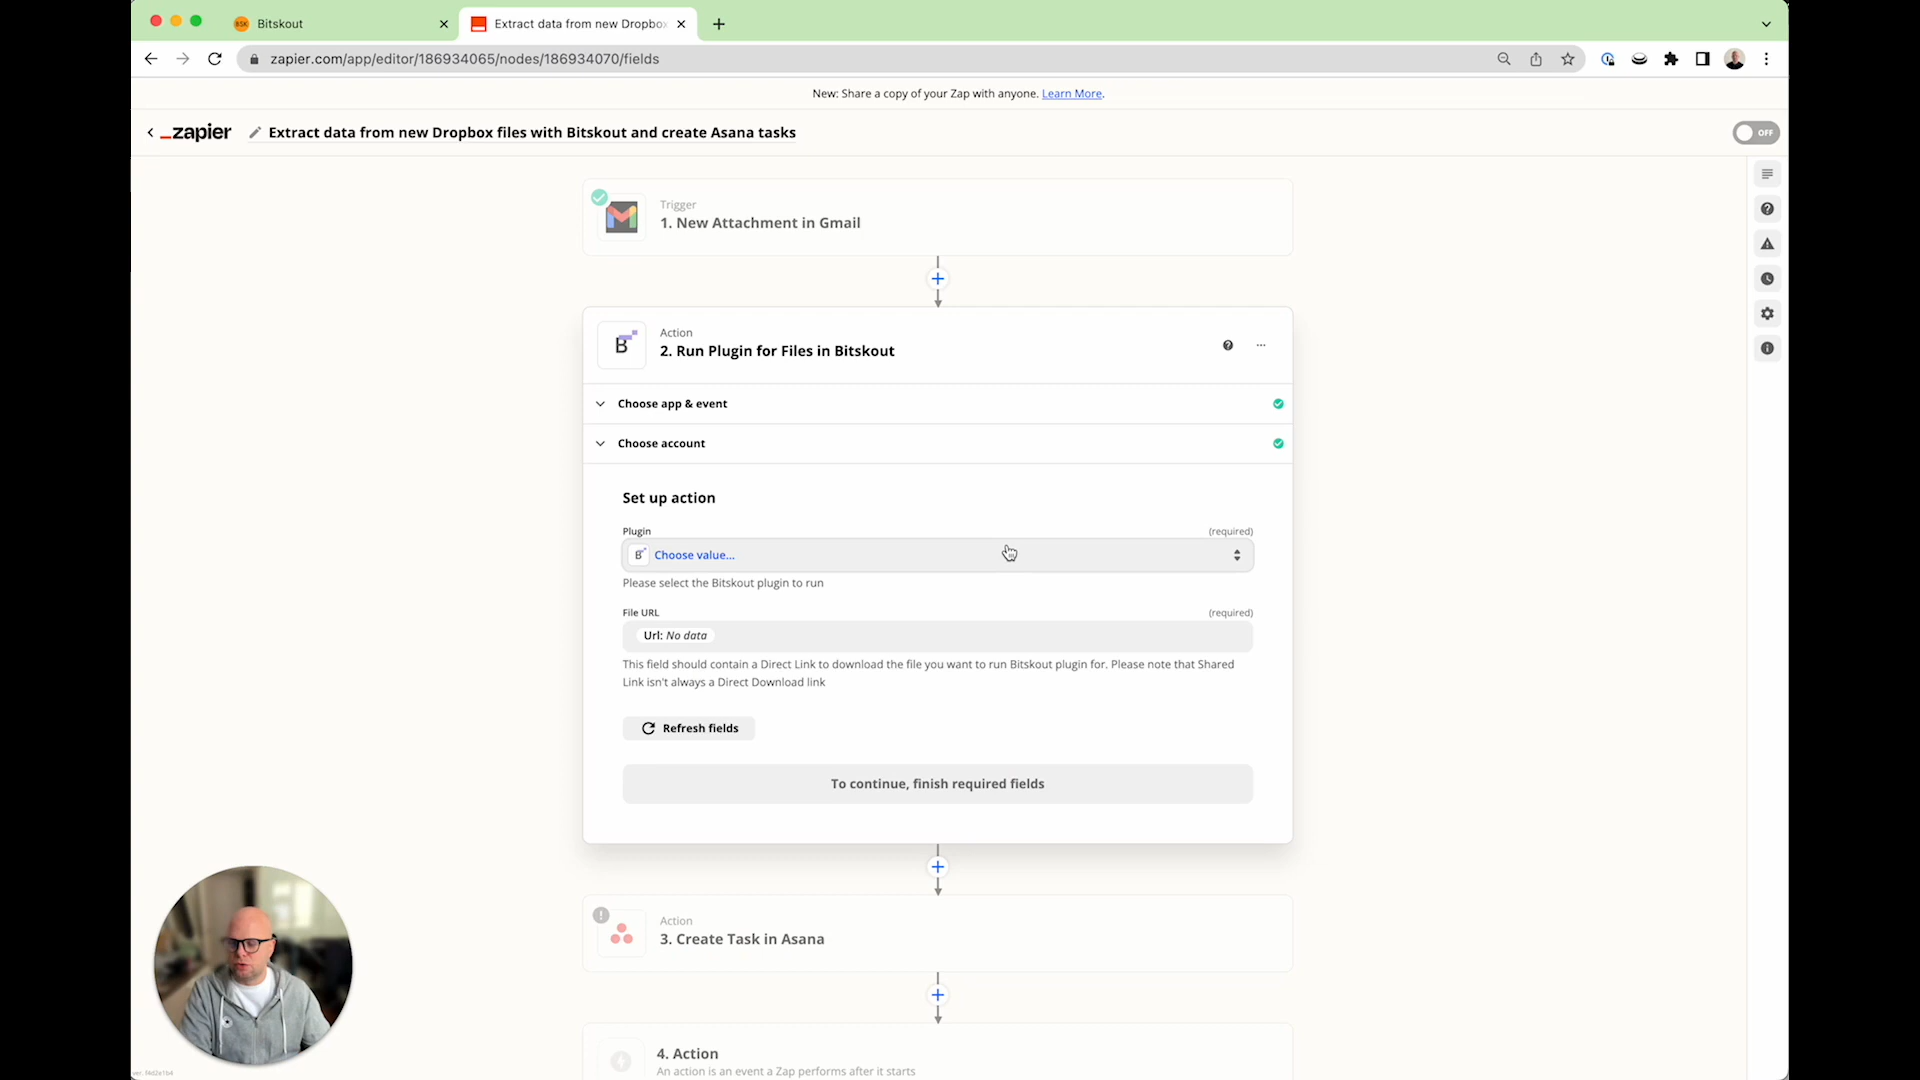 BSK Bitskout
Extract data from new Dropbox
zapier.com/app/editor/186934065/nodes/186934070/fields
New: Share a copy of your Zap with anyone. Learn More.
_zapier
Extract data from new Dropbox files with Bitskout and create Asana tasks
OFF
Trigger
1. New Attachment in Gmail
B
Action
2. Run Plugin for Files in Bitskout
Choose app & event
Choose account
Set up action
Plugin
(required)
B
Choose value...
Please select the Bitskout plugin to run
File URL
(required)
Url: No data
This field should contain a Direct Link to download the file you want to run Bitskout plugin for. Please note that Shared
Link isn't always a Direct Download link
Refresh fields
To continue, finish required fields
Action
3. Create Task in Asana
4. Action
An action is an event a Zap performs after it starts
ver. f4d2e1b4